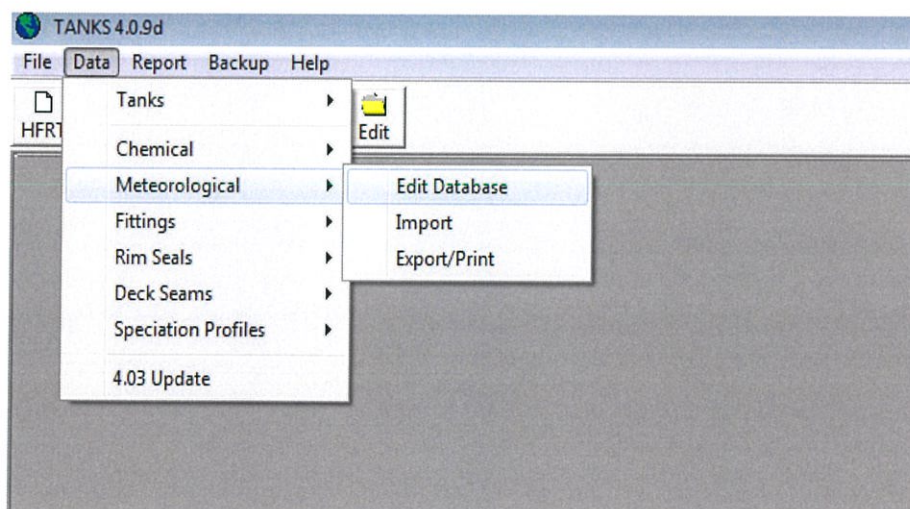 TANKS 4.0.9d
File Data Report Backup Help
HFRT
Edit
Tanks
Chemical
Meteorological
Fittings
Rim Seals
Deck Seams
Speciation Profiles
4.03 Update
Edit Database
Import
Export/Print